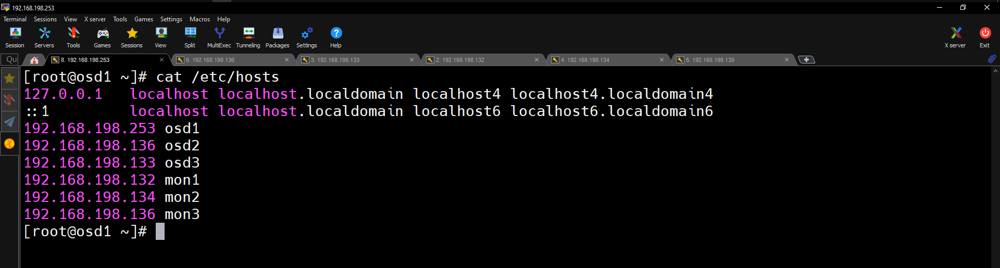 192.168.198.253
Terminal Sessions View X server Tools Games Settings Macros Help
Session Servers Tools Games Sessions View Split MultiExec Tunneling Packages Settings Help X server Exit
Qu 8. 192.168.198.253 6. 192.168.198.136 3. 192.168.198.133 2. 192.168.198.132 4. 192.168.198.134 5. 192.168.198.135
[root@osd1 ~]# cat /etc/hosts
127.0.0.1   localhost localhost.localdomain localhost4 localhost4.localdomain4
::1         localhost localhost.localdomain localhost6 localhost6.localdomain6
192.168.198.253 osd1
192.168.198.136 osd2
192.168.198.133 osd3
192.168.198.132 mon1
192.168.198.134 mon2
192.168.198.136 mon3
[root@osd1 ~]#